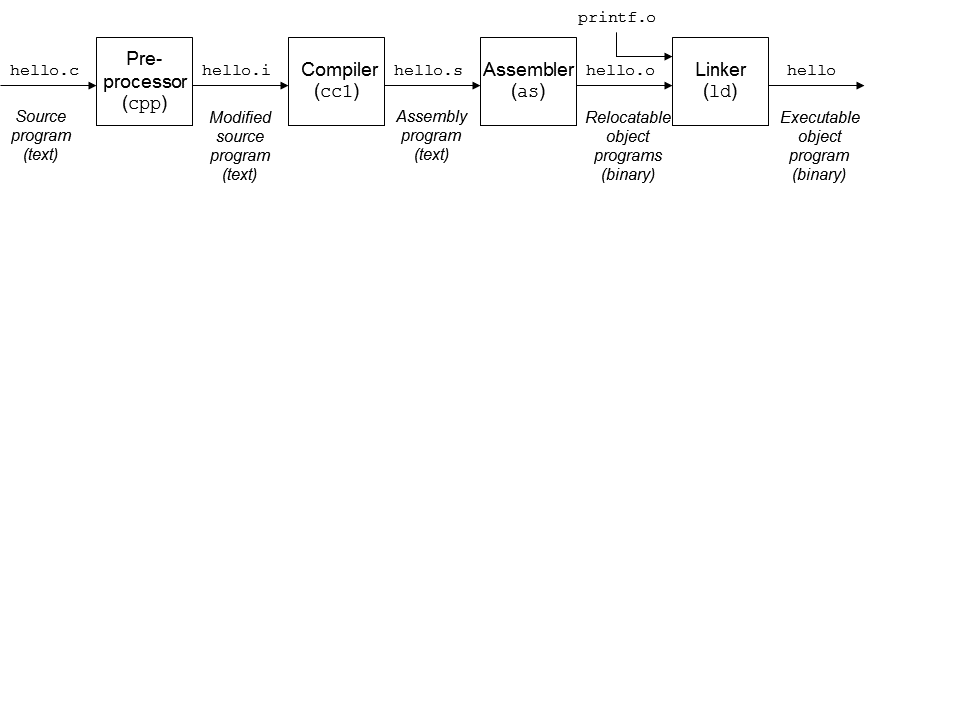 printf.o
hello.c
Pre-
processor
(cpp)
hello.i
Compiler
(cc1)
hello.s
Assembler
(as)
hello.o
Linker
(ld)
hello
Source
program
(text)
Modified
source
program
(text)
Assembly
program
(text)
Relocatable
object
programs
(binary)
Executable
object
program
(binary)